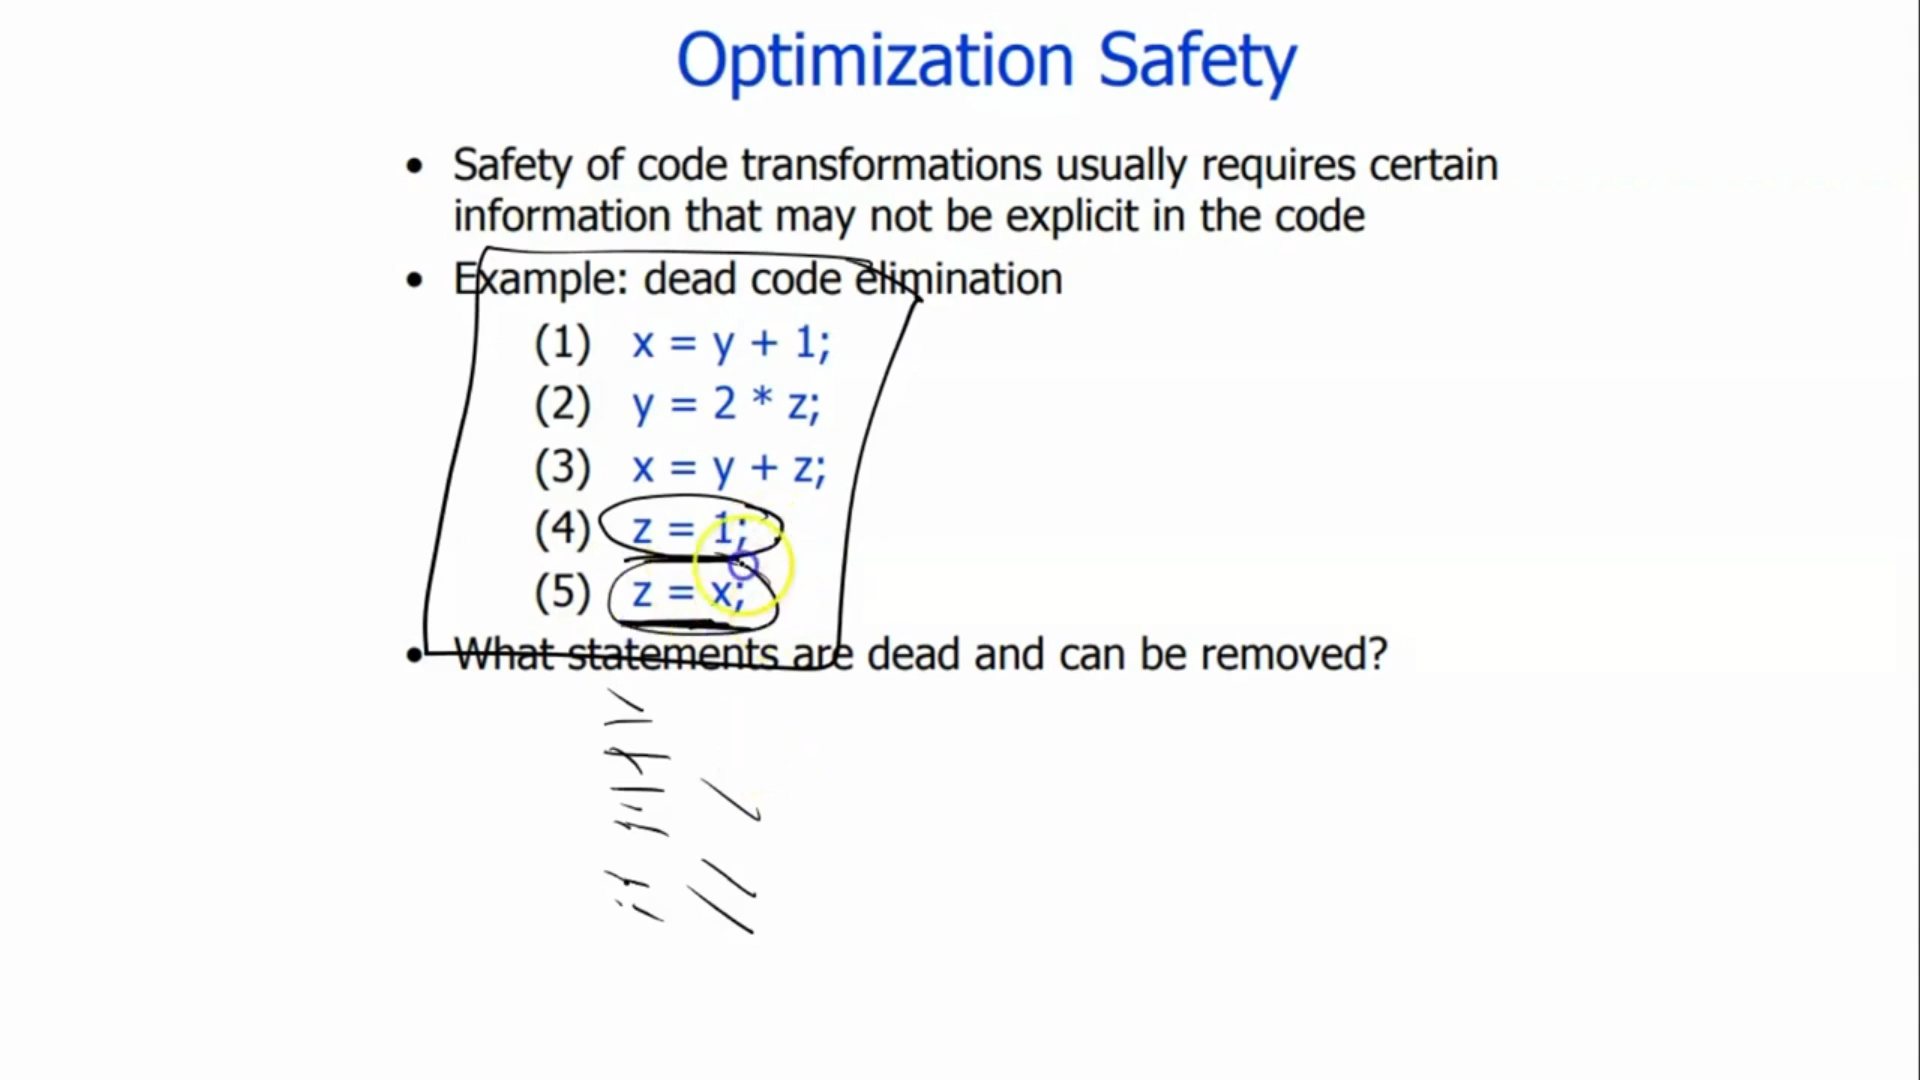 Optimization Safety
• Safety of code transformations usually requires certain
information that may not be explicit in the code
• Example: dead code elimination
(1) x = y + 1;
(2) y = 2 * z;
(3) x = y + z;
(4) z = 1;
(5) z = x;
• What statements are dead and can be removed?